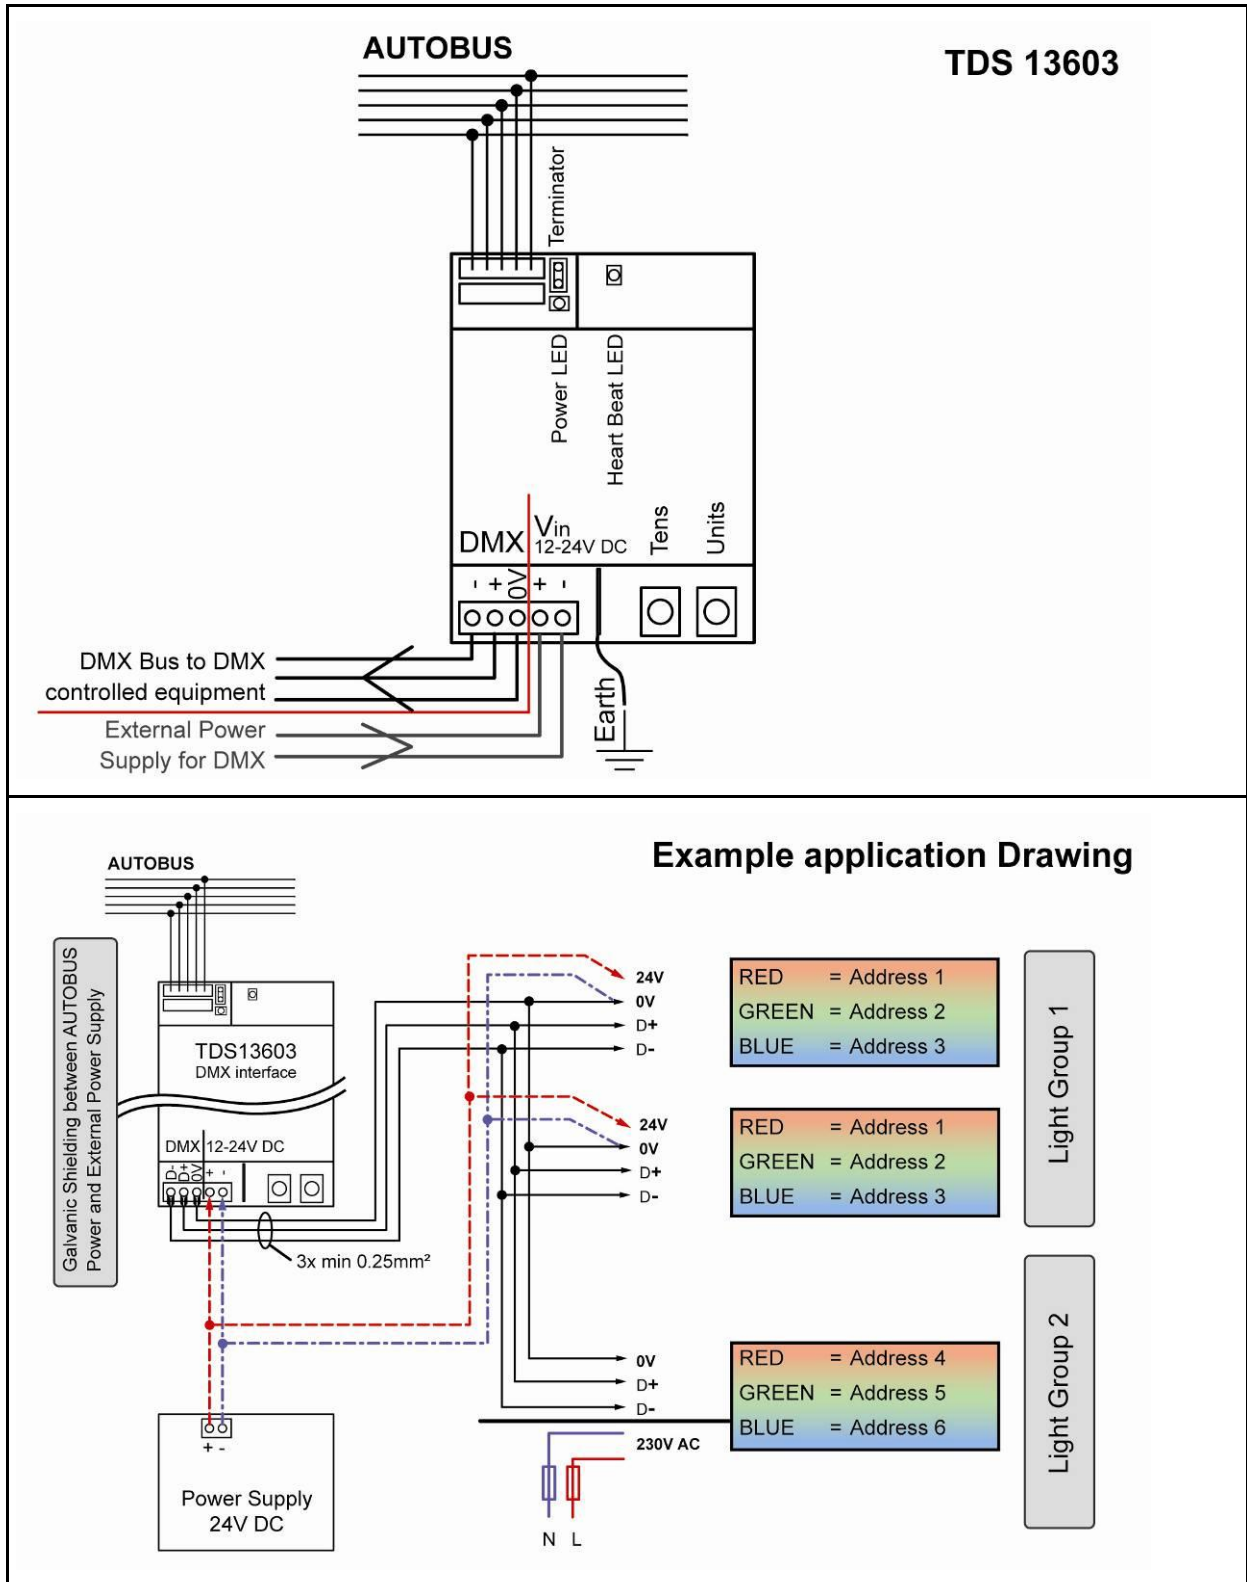 AUTOBUS
TDS 13603
Terminator
Power LED
Heart Beat LED
DMX
Vin
12-24V DC
Tens
Units
- + 0V + -
DMX Bus to DMX
controlled equipment
External Power
Supply for DMX
Earth
Example application Drawing
AUTOBUS
Galvanic Shielding between AUTOBUS
Power and External Power Supply
TDS13603
DMX interface
DMX 12-24V DC
D- D+ 0V + -
3x min 0.25mm²
+ -
Power Supply
24V DC
24V
0V
D+
D-
RED = Address 1
GREEN = Address 2
BLUE = Address 3
24V
0V
D+
D-
RED = Address 1
GREEN = Address 2
BLUE = Address 3
Light Group 1
0V
D+
D-
230V AC
N L
RED = Address 4
GREEN = Address 5
BLUE = Address 6
Light Group 2